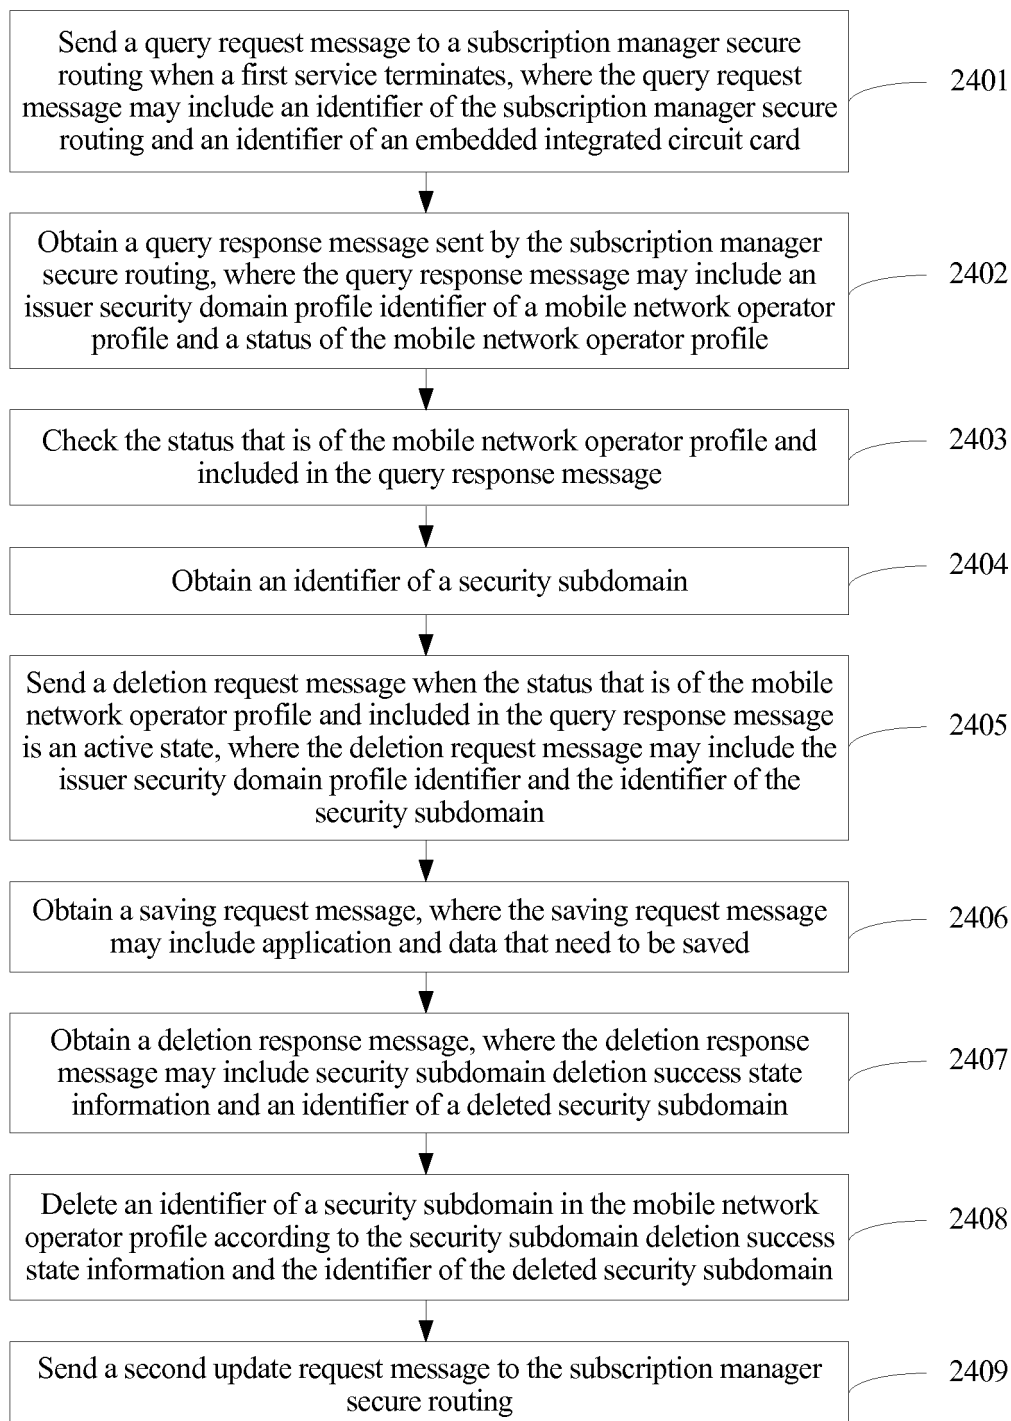 Send a query request message to a subscription manager secure
routing when a first service terminates, where the query request
message may include an identifier of the subscription manager secure
routing and an identifier of an embedded integrated circuit card
2401
Obtain a query response message sent by the subscription manager
secure routing, where the query response message may include an
issuer security domain profile identifier of a mobile network operator
profile and a status of the mobile network operator profile
2402
Check the status that is of the mobile network operator profile and
included in the query response message
2403
Obtain an identifier of a security subdomain
2404
Send a deletion request message when the status that is of the mobile
network operator profile and included in the query response message
is an active state, where the deletion request message may include the
issuer security domain profile identifier and the identifier of the
security subdomain
2405
Obtain a saving request message, where the saving request message
may include application and data that need to be saved
2406
Obtain a deletion response message, where the deletion response
message may include security subdomain deletion success state
information and an identifier of a deleted security subdomain
2407
Delete an identifier of a security subdomain in the mobile network
operator profile according to the security subdomain deletion success
state information and the identifier of the deleted security subdomain
2408
Send a second update request message to the subscription manager
secure routing
2409